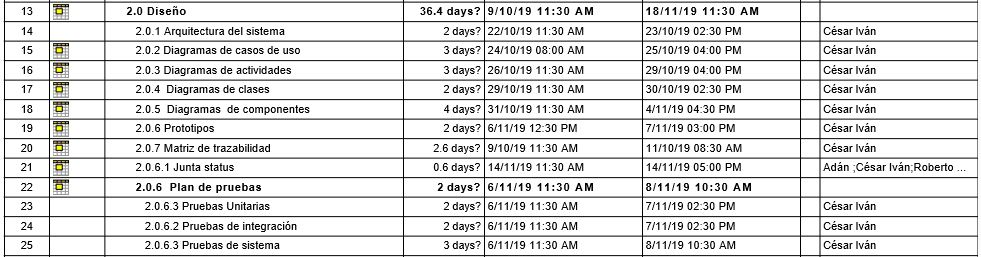 13 2.0 Diseño 36.4 days? 9/10/19 11:30 AM 18/11/19 11:30 AM
14 2.0.1 Arquitectura del sistema 2 days? 22/10/19 11:30 AM 23/10/19 02:30 PM César Iván
15 2.0.2 Diagramas de casos de uso 3 days? 24/10/19 08:00 AM 25/10/19 04:00 PM César Iván
16 2.0.3 Diagramas de actividades 3 days? 26/10/19 11:30 AM 29/10/19 04:00 PM César Iván
17 2.0.4 Diagramas de clases 2 days? 29/10/19 11:30 AM 30/10/19 02:30 PM César Iván
18 2.0.5 Diagramas de componentes 4 days? 31/10/19 11:30 AM 4/11/19 04:30 PM César Iván
19 2.0.6 Prototipos 2 days? 6/11/19 12:30 PM 7/11/19 03:00 PM César Iván
20 2.0.7 Matriz de trazabilidad 2.6 days? 9/10/19 11:30 AM 11/10/19 08:30 AM César Iván
21 2.0.6.1 Junta status 0.6 days? 14/11/19 11:30 AM 14/11/19 05:00 PM Adán ;César Iván;Roberto ...
22 2.0.6 Plan de pruebas 2 days? 6/11/19 11:30 AM 8/11/19 10:30 AM
23 2.0.6.3 Pruebas Unitarias 2 days? 6/11/19 11:30 AM 7/11/19 02:30 PM César Iván
24 2.0.6.2 Pruebas de integración 2 days? 6/11/19 11:30 AM 7/11/19 02:30 PM César Iván
25 2.0.6.3 Pruebas de sistema 3 days? 6/11/19 11:30 AM 8/11/19 10:30 AM César Iván